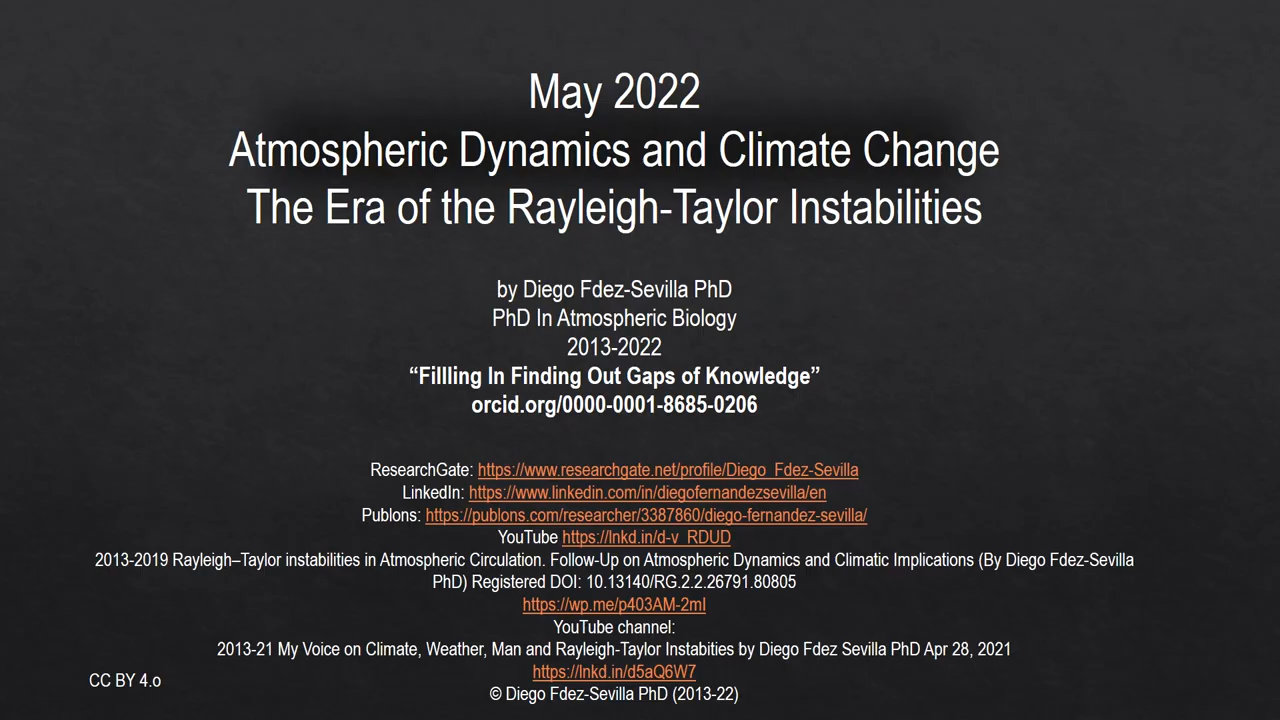 May 2022
Atmospheric Dynamics and Climate Change
The Era of the Rayleigh-Taylor Instabilities
by Diego Fdez-Sevilla PhD
PhD In Atmospheric Biology
2013-2022
“Fillling In Finding Out Gaps of Knowledge”
orcid.org/0000-0001-8685-0206
ResearchGate: https://www.researchgate.net/profile/Diego_Fdez-Sevilla
LinkedIn: https://www.linkedin.com/in/diegofernandezsevilla/en
Publons: https://publons.com/researcher/3387860/diego-fernandez-sevilla/
YouTube https://lnkd.in/d-v_RDUD
2013-2019 Rayleigh–Taylor instabilities in Atmospheric Circulation. Follow-Up on Atmospheric Dynamics and Climatic Implications (By Diego Fdez-Sevilla
PhD) Registered DOI: 10.13140/RG.2.2.26791.80805
https://wp.me/p403AM-2mI
YouTube channel:
2013-21 My Voice on Climate, Weather, Man and Rayleigh-Taylor Instabities by Diego Fdez Sevilla PhD Apr 28, 2021
https://lnkd.in/d5aQ6W7
CC BY 4.o
© Diego Fdez-Sevilla PhD (2013-22)